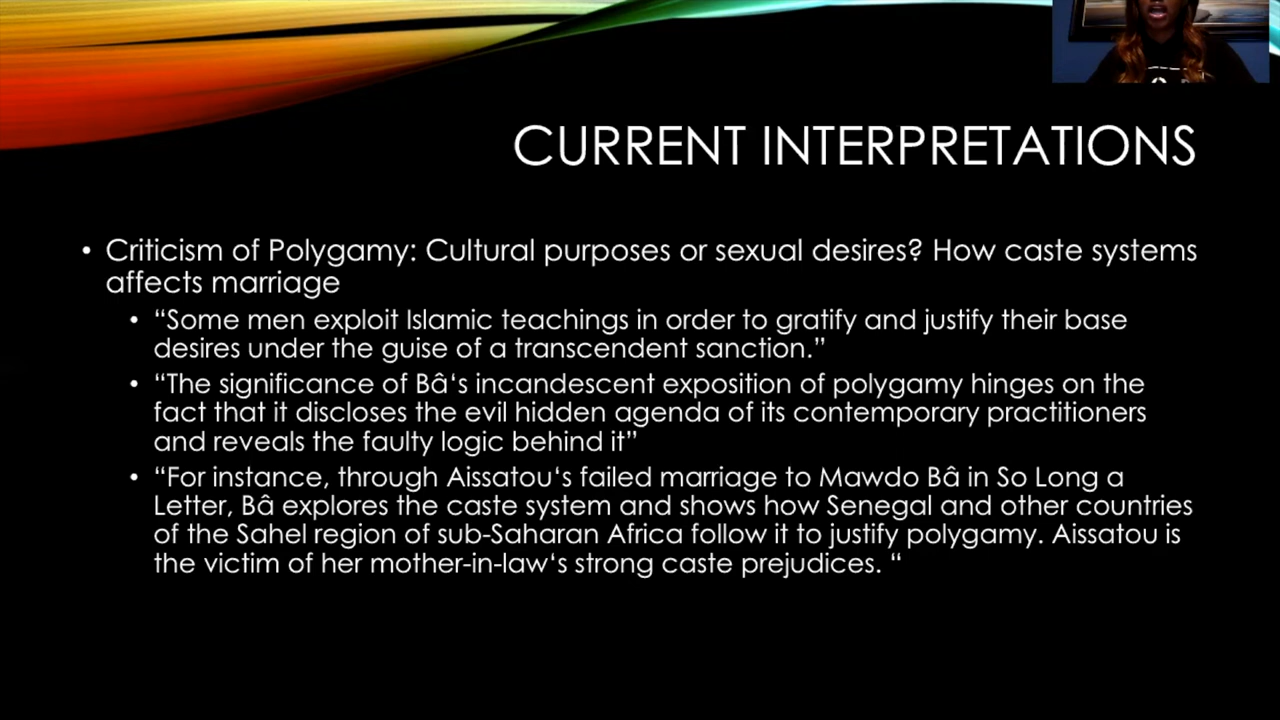 CURRENT INTERPRETATIONS
• Criticism of Polygamy: Cultural purposes or sexual desires? How caste systems
affects marriage
• “Some men exploit Islamic teachings in order to gratify and justify their base
desires under the guise of a transcendent sanction.”
• “The significance of Bâ‘s incandescent exposition of polygamy hinges on the
fact that it discloses the evil hidden agenda of its contemporary practitioners
and reveals the faulty logic behind it”
• “For instance, through Aissatou‘s failed marriage to Mawdo Bâ in So Long a
Letter, Bâ explores the caste system and shows how Senegal and other countries
of the Sahel region of sub-Saharan Africa follow it to justify polygamy. Aissatou is
the victim of her mother-in-law‘s strong caste prejudices. “